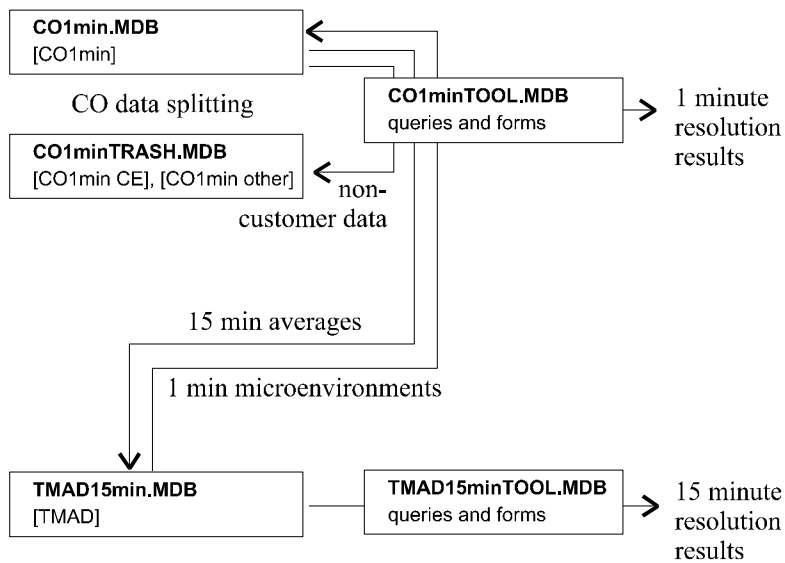 CO1min.MDB
[CO1min]
CO data splitting
CO1minTOOL.MDB
queries and forms
1 minute
resolution
results
CO1minTRASH.MDB
[CO1min CE], [CO1min other]
non-
customer data
15 min averages
1 min microenvironments
TMAD15min.MDB
[TMAD]
TMAD15minTOOL.MDB
queries and forms
15 minute
resolution
results